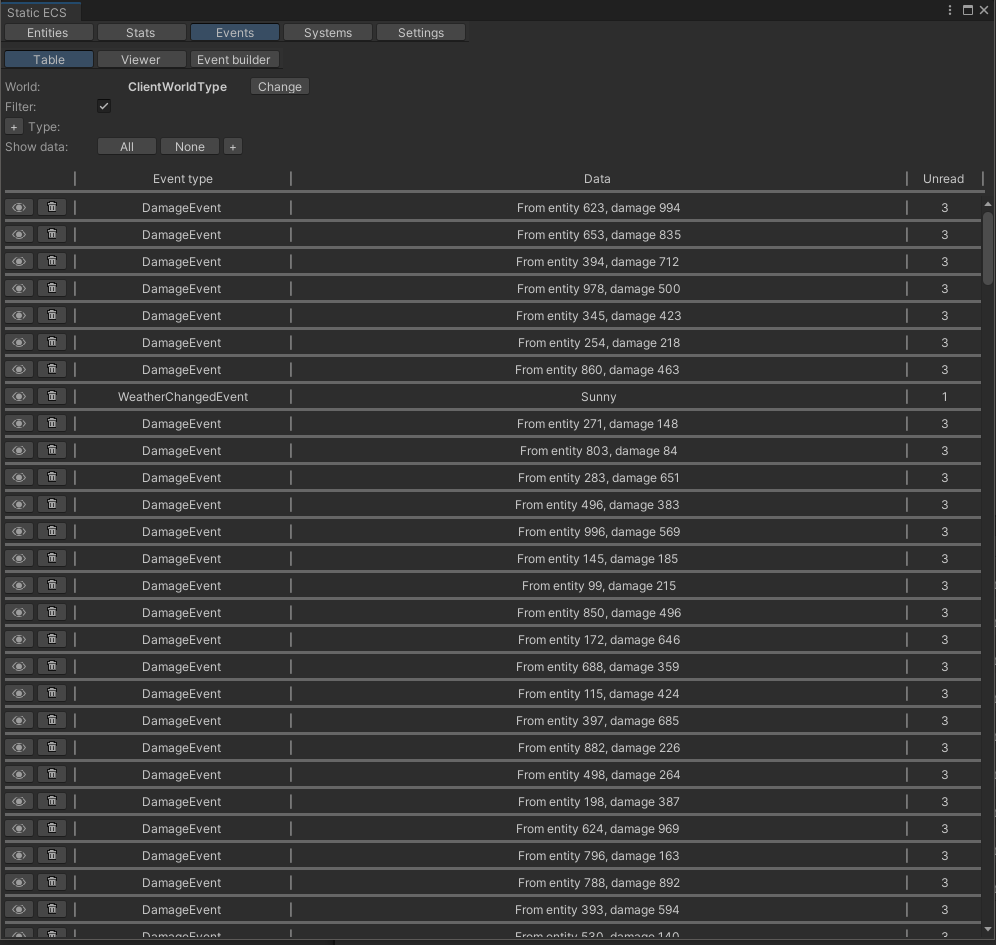 Static ECS
Entities Stats Events Systems Settings
Table Viewer Event builder
World: ClientWorldType Change
Filter:
+ Type:
Show data: All None +
Event type Data Unread
DamageEvent From entity 623, damage 994 3
DamageEvent From entity 653, damage 835 3
DamageEvent From entity 394, damage 712 3
DamageEvent From entity 978, damage 500 3
DamageEvent From entity 345, damage 423 3
DamageEvent From entity 254, damage 218 3
DamageEvent From entity 860, damage 463 3
WeatherChangedEvent Sunny 1
DamageEvent From entity 271, damage 148 3
DamageEvent From entity 803, damage 84 3
DamageEvent From entity 283, damage 651 3
DamageEvent From entity 496, damage 383 3
DamageEvent From entity 996, damage 569 3
DamageEvent From entity 145, damage 185 3
DamageEvent From entity 99, damage 215 3
DamageEvent From entity 850, damage 496 3
DamageEvent From entity 172, damage 646 3
DamageEvent From entity 688, damage 359 3
DamageEvent From entity 115, damage 424 3
DamageEvent From entity 397, damage 685 3
DamageEvent From entity 882, damage 226 3
DamageEvent From entity 498, damage 264 3
DamageEvent From entity 198, damage 387 3
DamageEvent From entity 624, damage 969 3
DamageEvent From entity 796, damage 163 3
DamageEvent From entity 788, damage 892 3
DamageEvent From entity 393, damage 594 3
DamageEvent From entity 530, damage 140 3